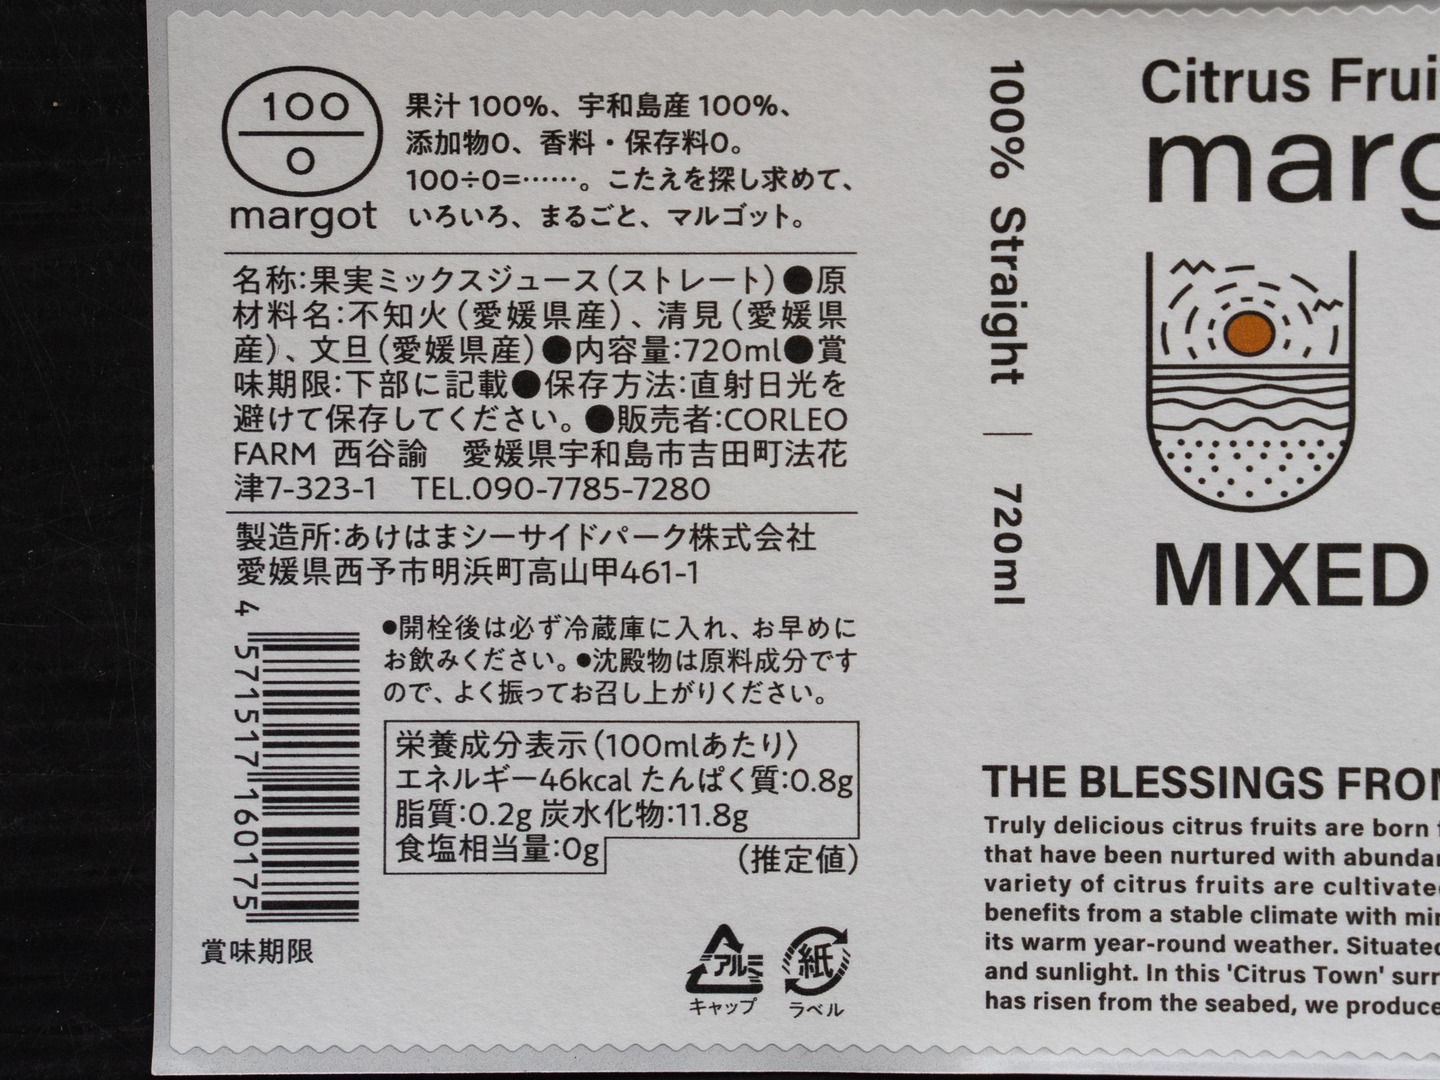 100
0
margot
果汁 100%、宇和島産 100%、
添加物0、香料・保存料0。
100÷0=……。こたえを探し求めて、
いろいろ、まるごと、マルゴット。
名称:果実ミックスジュース(ストレート)●原
材料名:不知火(愛媛県産)、清見(愛媛県
産)、文旦(愛媛県産)●内容量:720ml●賞
味期限:下部に記載●保存方法:直射日光を
避けて保存してください。●販売者:CORLEO
FARM 西谷諭 愛媛県宇和島市吉田町法花
津7-323-1 TEL.090-7785-7280
製造所:あけはまシーサイドパーク株式会社
愛媛県西予市明浜町高山甲461-1
4 571517 160175
●開栓後は必ず冷蔵庫に入れ、お早めに
お飲みください。●沈殿物は原料成分です
ので、よく振ってお召し上がりください。
栄養成分表示(100mlあたり〉
エネルギー46kcal たんぱく質:0.8g
脂質:0.2g 炭水化物:11.8g
食塩相当量:0g
(推定値)
賞味期限
アルミ
キャップ
紙
ラベル
100% Straight | 720ml
Citrus Frui
marg
MIXED
THE BLESSINGS FROM
Truly delicious citrus fruits are born f
that have been nurtured with abundan
variety of citrus fruits are cultivated
benefits from a stable climate with min
its warm year-round weather. Situated
and sunlight. In this 'Citrus Town' surr
has risen from the seabed, we produce